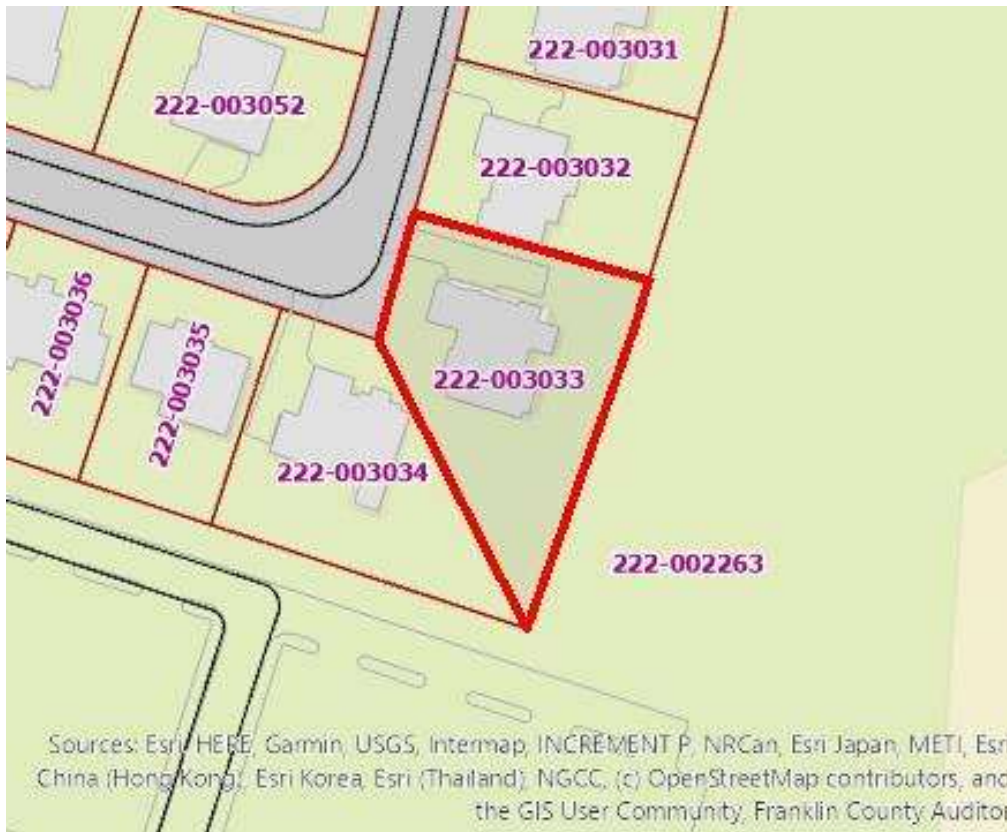 222-003031
222-003052
222-003032
222-003036
222-003035
222-003033
222-003034
222-002263
Sources: Esri, HERE, Garmin, USGS, Intermap, INCREMENT P, NRCan, Esri Japan, METI, Esri
China (Hong Kong), Esri Korea, Esri (Thailand), NGCC, (c) OpenStreetMap contributors, and
the GIS User Community, Franklin County Auditor